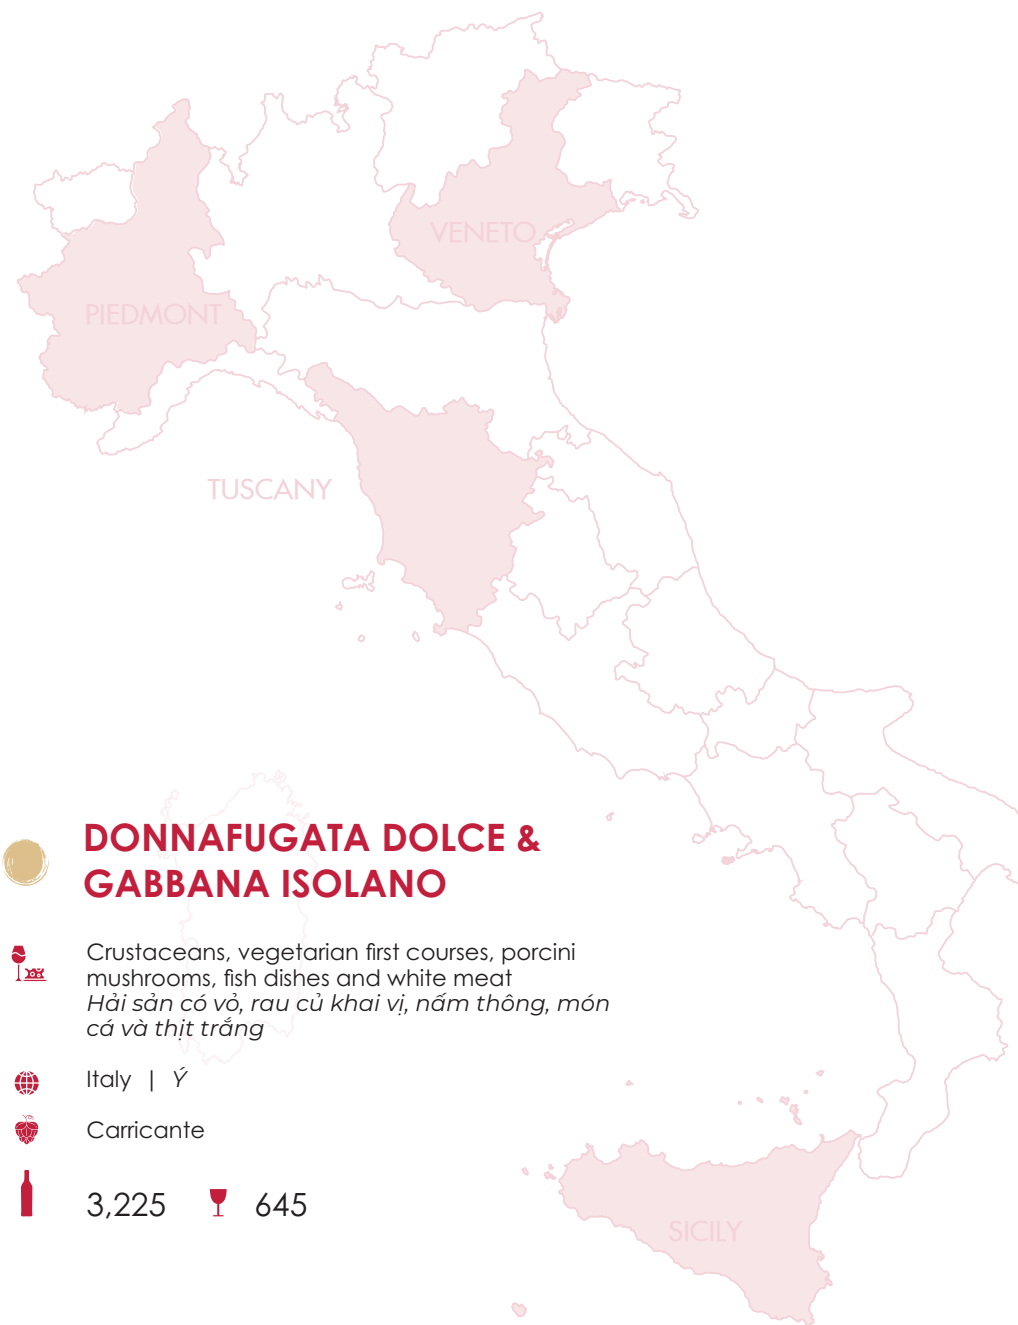 VENETO
PIEDMONT
TUSCANY
DONNAFUGATA DOLCE &
GABBANA ISOLANO
Crustaceans, vegetarian first courses, porcini
mushrooms, fish dishes and white meat
Hải sản có vỏ, rau củ khai vị, nấm thông, món
cá và thịt trắng
Italy | Ý
Carricante
3,225 645
SICILY